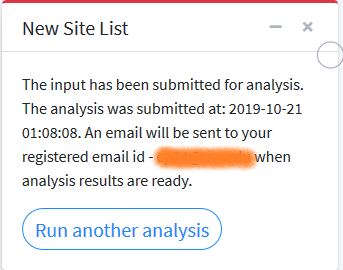 New Site List
The input has been submitted for analysis.
The analysis was submitted at: 2019-10-21
01:08:08. An email will be sent to your
registered email id - when
analysis results are ready.
Run another analysis